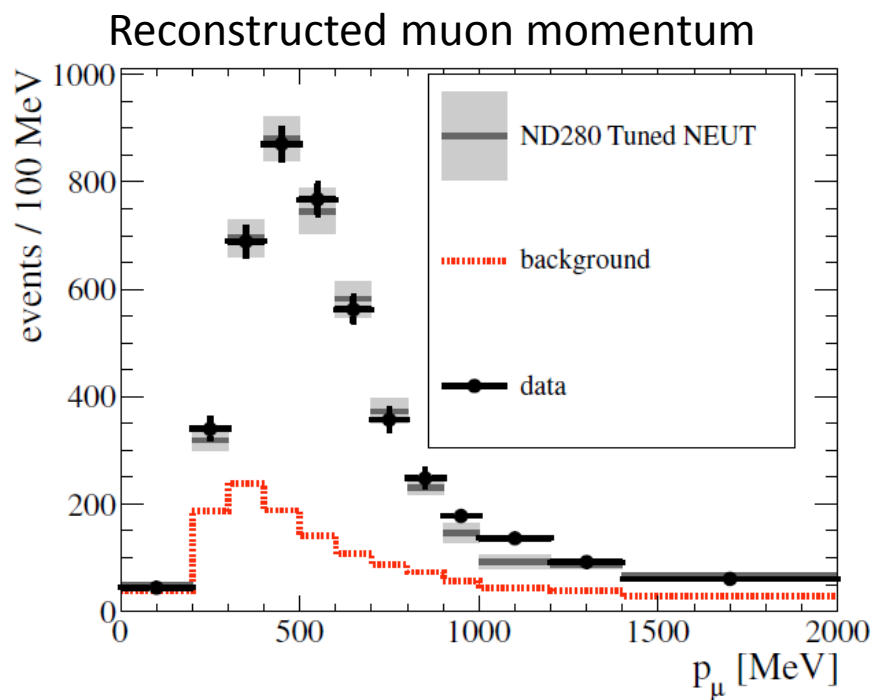 Reconstructed muon momentum
events / 100 MeV
1000
800
600
400
200
0
ND280 Tuned NEUT
background
data
0
500
1000
1500
2000
p_μ [MeV]